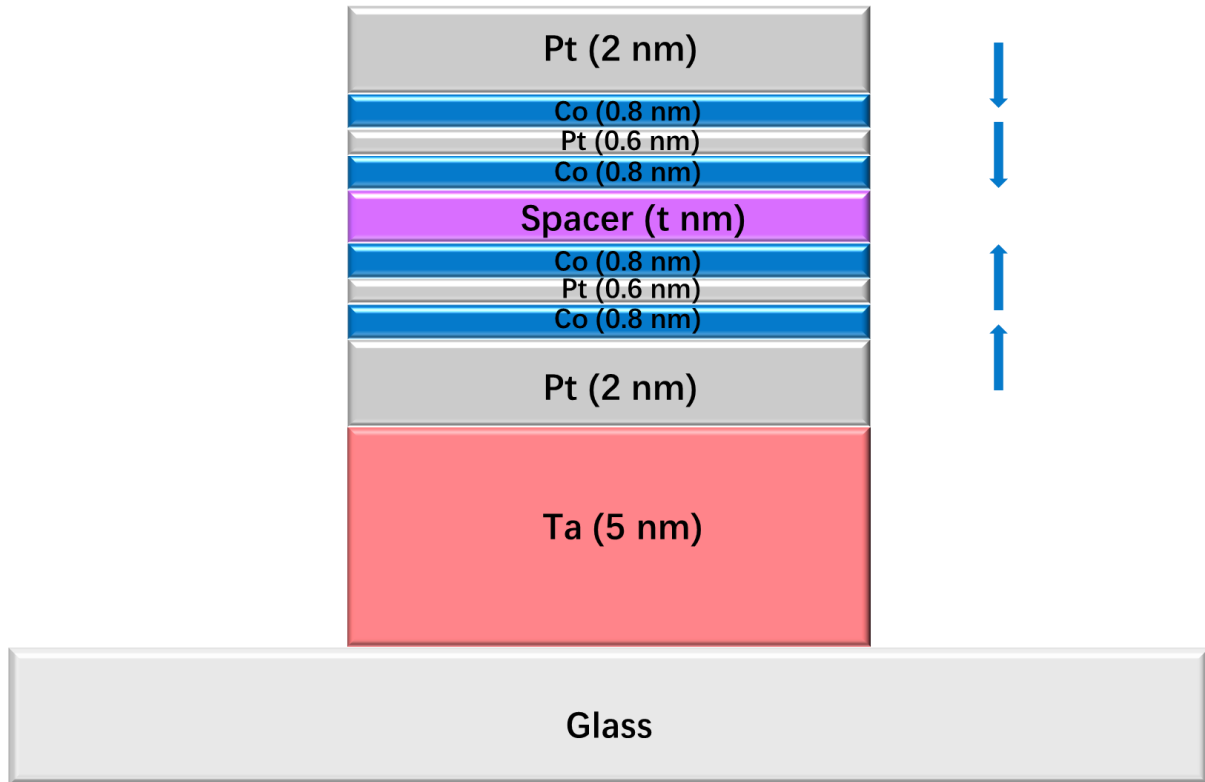 Pt (2 nm)
Co (0.8 nm)
Pt (0.6 nm)
Co (0.8 nm)
Spacer (t nm)
Co (0.8 nm)
Pt (0.6 nm)
Co (0.8 nm)
Pt (2 nm)
Ta (5 nm)
Glass